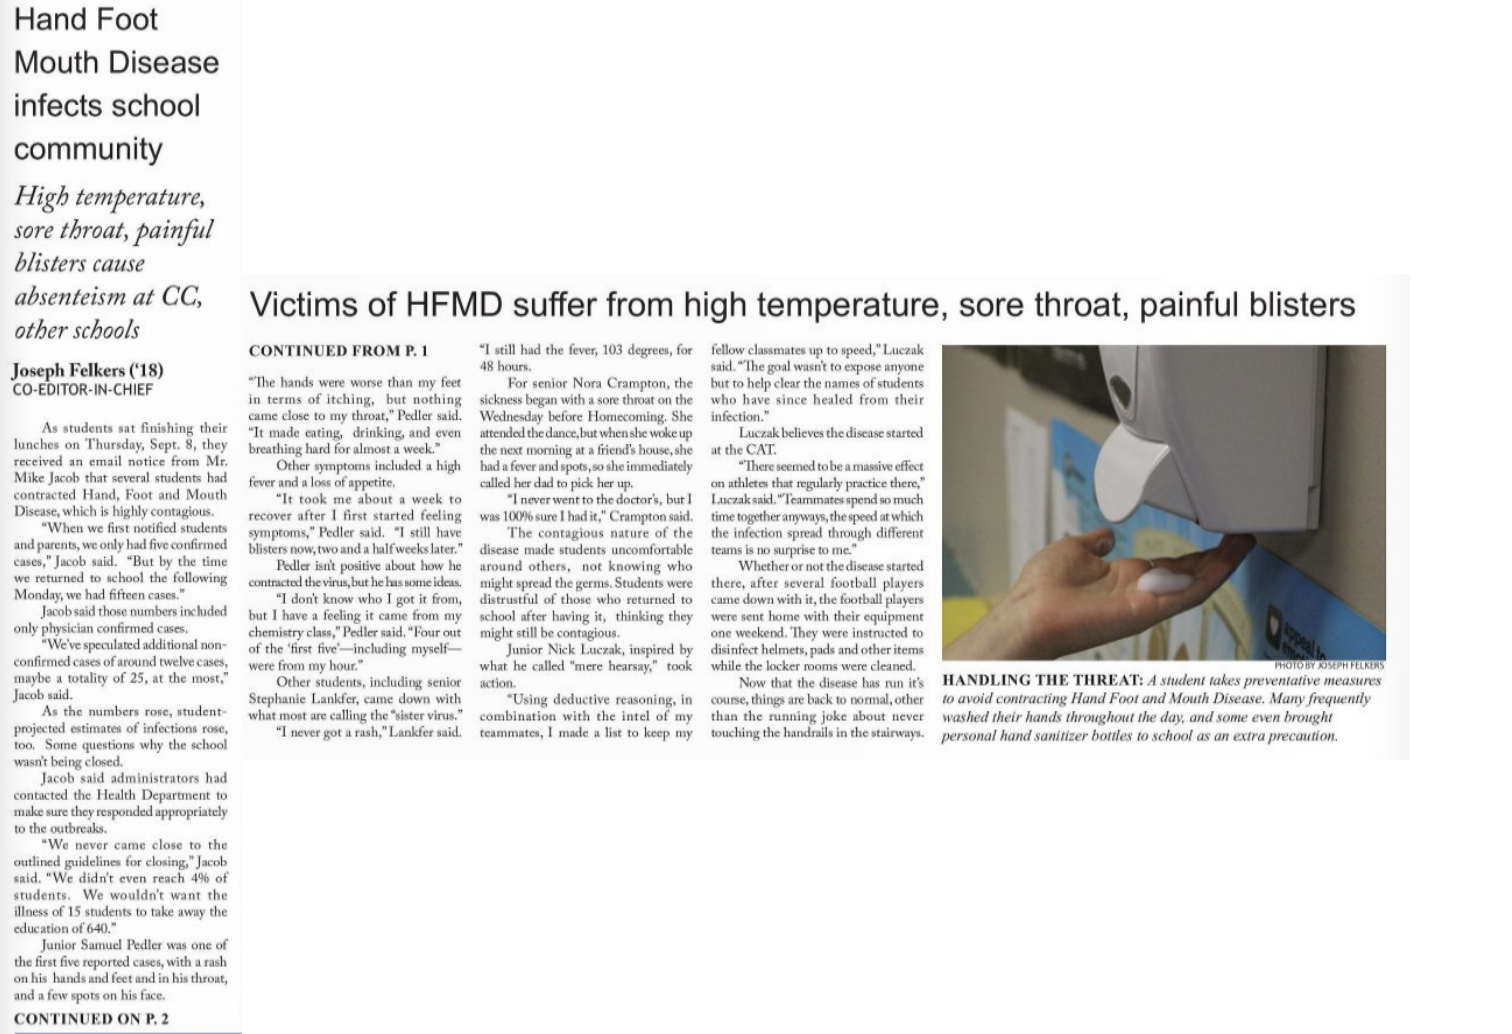 Hand Foot
Mouth Disease
infects school
community
High temperature,
sore throat, painful
blisters cause
absenteism at CC,
other schools
Joseph Felkers (‘18)
CO-EDITOR-IN-CHIEF
As students sat finishing their
lunches on Thursday, Sept. 8, they
received an email notice from Mr.
Mike Jacob that several students had
contracted Hand, Foot and Mouth
Disease, which is highly contagious.
“When we first notified students
and parents, we only had five confirmed
cases,” Jacob said. “But by the time
we returned to school the following
Monday, we had fifteen cases.”
Jacob said those numbers included
only physician confirmed cases.
“We’ve speculated additional non-
confirmed cases of around twelve cases,
maybe a totality of 25, at the most,”
Jacob said.
As the numbers rose, student-
projected estimates of infections rose,
too. Some questions why the school
wasn’t being closed.
Jacob said administrators had
contacted the Health Department to
make sure they responded appropriately
to the outbreaks.
“We never came close to the
outlined guidelines for closing,” Jacob
said. “We didn’t even reach 4% of
students. We wouldn’t want the
illness of 15 students to take away the
education of 640.”
Junior Samuel Pedler was one of
the first five reported cases, with a rash
on his hands and feet and in his throat,
and a few spots on his face.
CONTINUED ON P. 2
Victims of HFMD suffer from high temperature, sore throat, painful blisters
CONTINUED FROM P. 1
“The hands were worse than my feet
in terms of itching, but nothing
came close to my throat,” Pedler said.
“It made eating, drinking, and even
breathing hard for almost a week.”
Other symptoms included a high
fever and a loss of appetite.
“It took me about a week to
recover after I first started feeling
symptoms,” Pedler said. “I still have
blisters now, two and a half weeks later.”
Pedler isn’t positive about how he
contracted the virus, but he has some ideas.
“I don’t know who I got it from,
but I have a feeling it came from my
chemistry class,” Pedler said. “Four out
of the ‘first five’—including myself—
were from my hour.”
Other students, including senior
Stephanie Lankfer, came down with
what most are calling the “sister virus.”
“I never got a rash,” Lankfer said.
“I still had the fever, 103 degrees, for
48 hours.
For senior Nora Crampton, the
sickness began with a sore throat on the
Wednesday before Homecoming. She
attended the dance, but when she woke up
the next morning at a friend’s house, she
had a fever and spots, so she immediately
called her dad to pick her up.
“I never went to the doctor’s, but I
was 100% sure I had it,” Crampton said.
The contagious nature of the
disease made students uncomfortable
around others, not knowing who
might spread the germs. Students were
distrustful of those who returned to
school after having it, thinking they
might still be contagious.
Junior Nick Luczak, inspired by
what he called “mere hearsay,” took
action.
“Using deductive reasoning, in
combination with the intel of my
teammates, I made a list to keep my
fellow classmates up to speed,” Luczak
said. “The goal wasn’t to expose anyone
but to help clear the names of students
who have since healed from their
infection.”
Luczak believes the disease started
at the CAT.
“There seemed to be a massive effect
on athletes that regularly practice there,”
Luczak said. “Teammates spend so much
time together anyways, the speed at which
the infection spread through different
teams is no surprise to me.”
Whether or not the disease started
there, after several football players
came down with it, the football players
were sent home with their equipment
one weekend. They were instructed to
disinfect helmets, pads and other items
while the locker rooms were cleaned.
Now that the disease has run it’s
course, things are back to normal, other
than the running joke about never
touching the handrails in the stairways.
PHOTO BY JOSEPH FELKERS
HANDLING THE THREAT: A student takes preventative measures
to avoid contracting Hand Foot and Mouth Disease. Many frequently
washed their hands throughout the day, and some even brought
personal hand sanitizer bottles to school as an extra precaution.